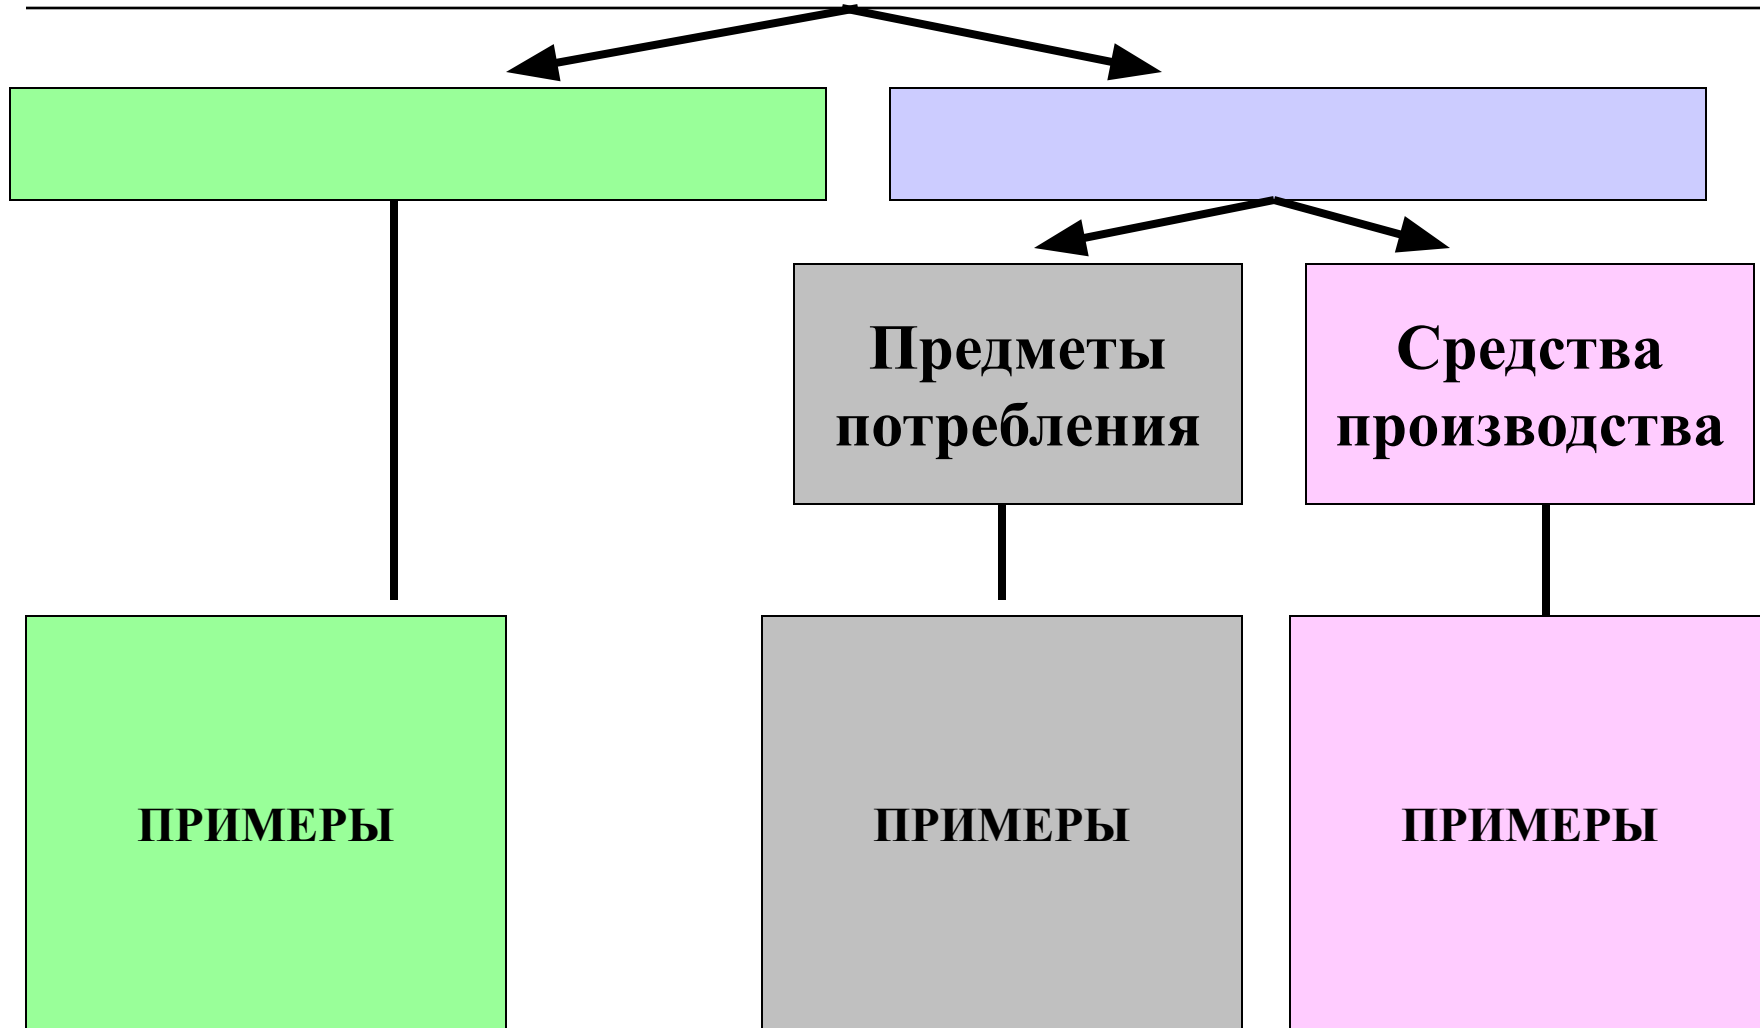 Предметы
потребления
Средства
производства
ПРИМЕРЫ
ПРИМЕРЫ
ПРИМЕРЫ